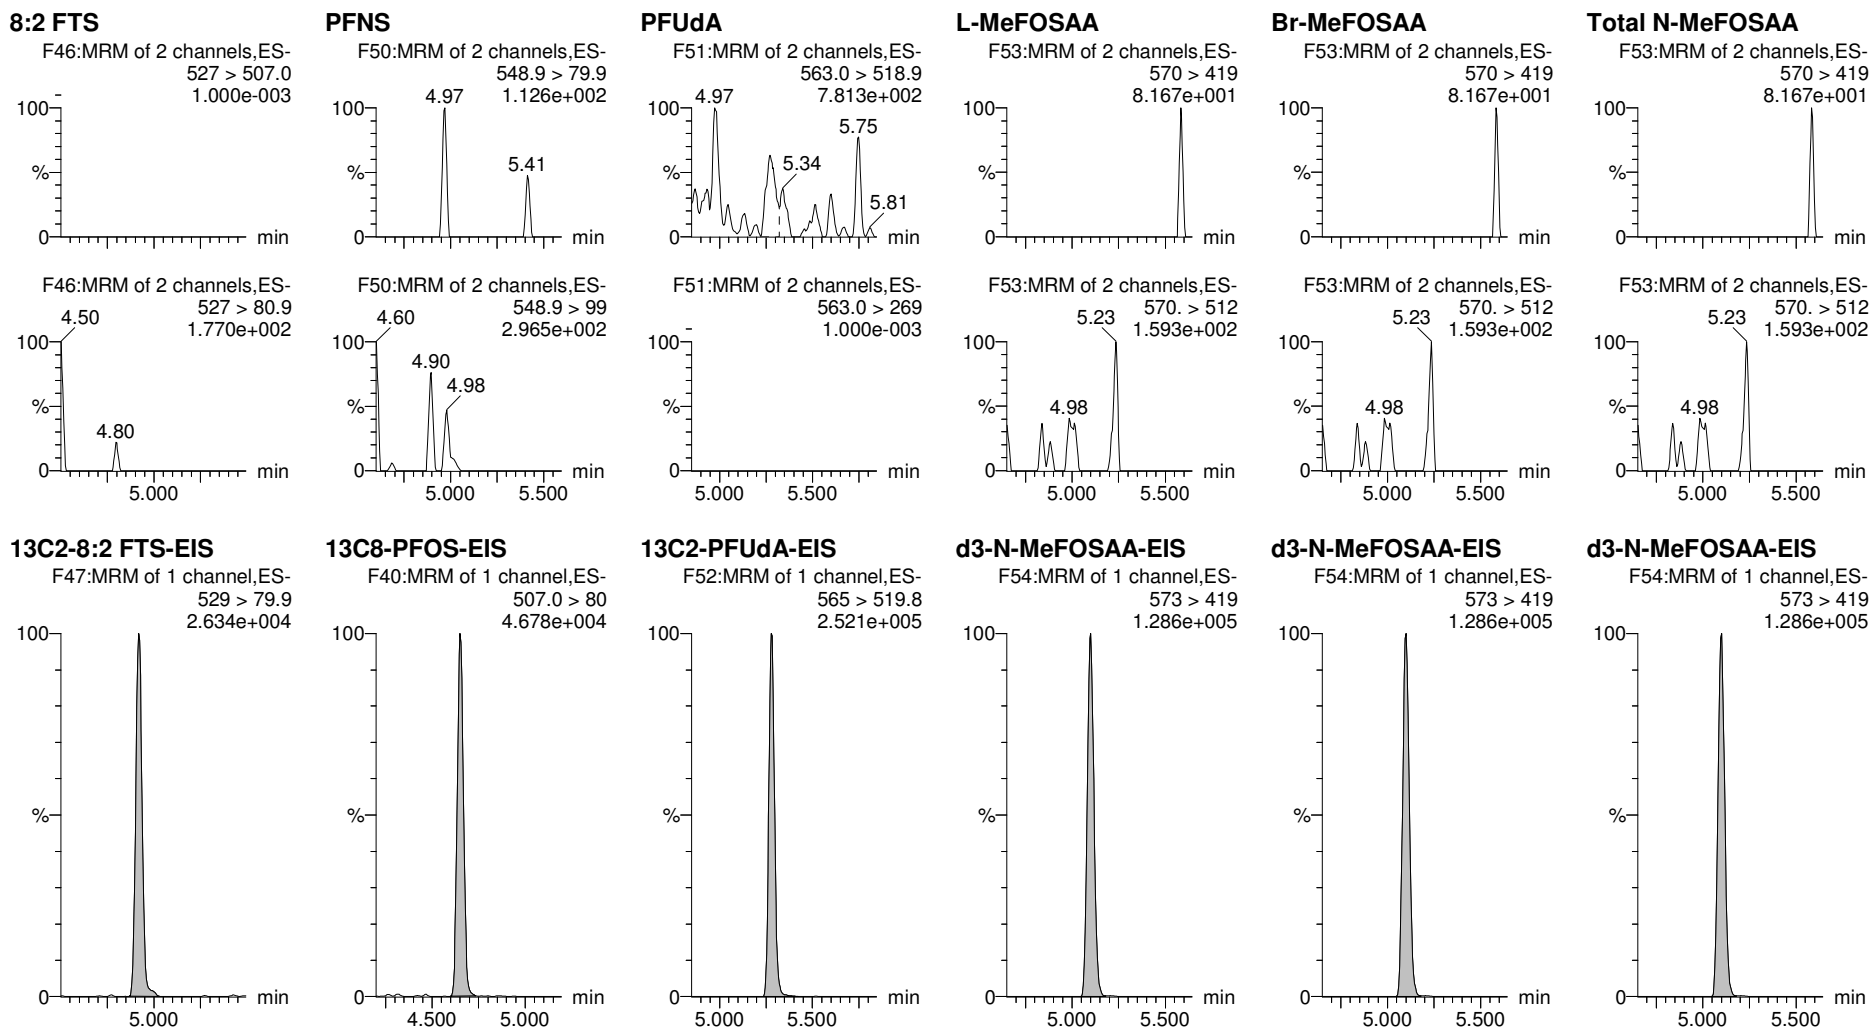 8:2 FTS
F46:MRM of 2 channels,ES-
527 > 507.0
1.000e-003
100
%
0
min
F46:MRM of 2 channels,ES-
527 > 80.9
1.770e+002
4.50
100
%
4.80
0
min
5.000
PFNS
F50:MRM of 2 channels,ES-
548.9 > 79.9
1.126e+002
4.97
100
%
5.41
0
min
F50:MRM of 2 channels,ES-
548.9 > 99
2.965e+002
4.60
100
4.90
4.98
%
0
min
5.000 5.500
PFUdA
F51:MRM of 2 channels,ES-
563.0 > 518.9
7.813e+002
4.97
100
5.75
5.34
%
5.81
0
min
F51:MRM of 2 channels,ES-
563.0 > 269
1.000e-003
100
%
0
min
5.000 5.500
L-MeFOSAA
F53:MRM of 2 channels,ES-
570 > 419
8.167e+001
100
%
0
min
F53:MRM of 2 channels,ES-
570. > 512
1.593e+002
5.23
100
4.98
%
0
min
5.000 5.500
Br-MeFOSAA
F53:MRM of 2 channels,ES-
570 > 419
8.167e+001
100
%
0
min
F53:MRM of 2 channels,ES-
570. > 512
1.593e+002
5.23
100
4.98
%
0
min
5.000 5.500
Total N-MeFOSAA
F53:MRM of 2 channels,ES-
570 > 419
8.167e+001
100
%
0
min
F53:MRM of 2 channels,ES-
570. > 512
1.593e+002
5.23
100
4.98
%
0
min
5.000 5.500
13C2-8:2 FTS-EIS
F47:MRM of 1 channel,ES-
529 > 79.9
2.634e+004
100
%
0
min
5.000
13C8-PFOS-EIS
F40:MRM of 1 channel,ES-
507.0 > 80
4.678e+004
100
%
0
min
4.500 5.000
13C2-PFUdA-EIS
F52:MRM of 1 channel,ES-
565 > 519.8
2.521e+005
100
%
0
min
5.000 5.500
d3-N-MeFOSAA-EIS
F54:MRM of 1 channel,ES-
573 > 419
1.286e+005
100
%
0
min
5.000 5.500
d3-N-MeFOSAA-EIS
F54:MRM of 1 channel,ES-
573 > 419
1.286e+005
100
%
0
min
5.000 5.500
d3-N-MeFOSAA-EIS
F54:MRM of 1 channel,ES-
573 > 419
1.286e+005
100
%
0
min
5.000 5.500